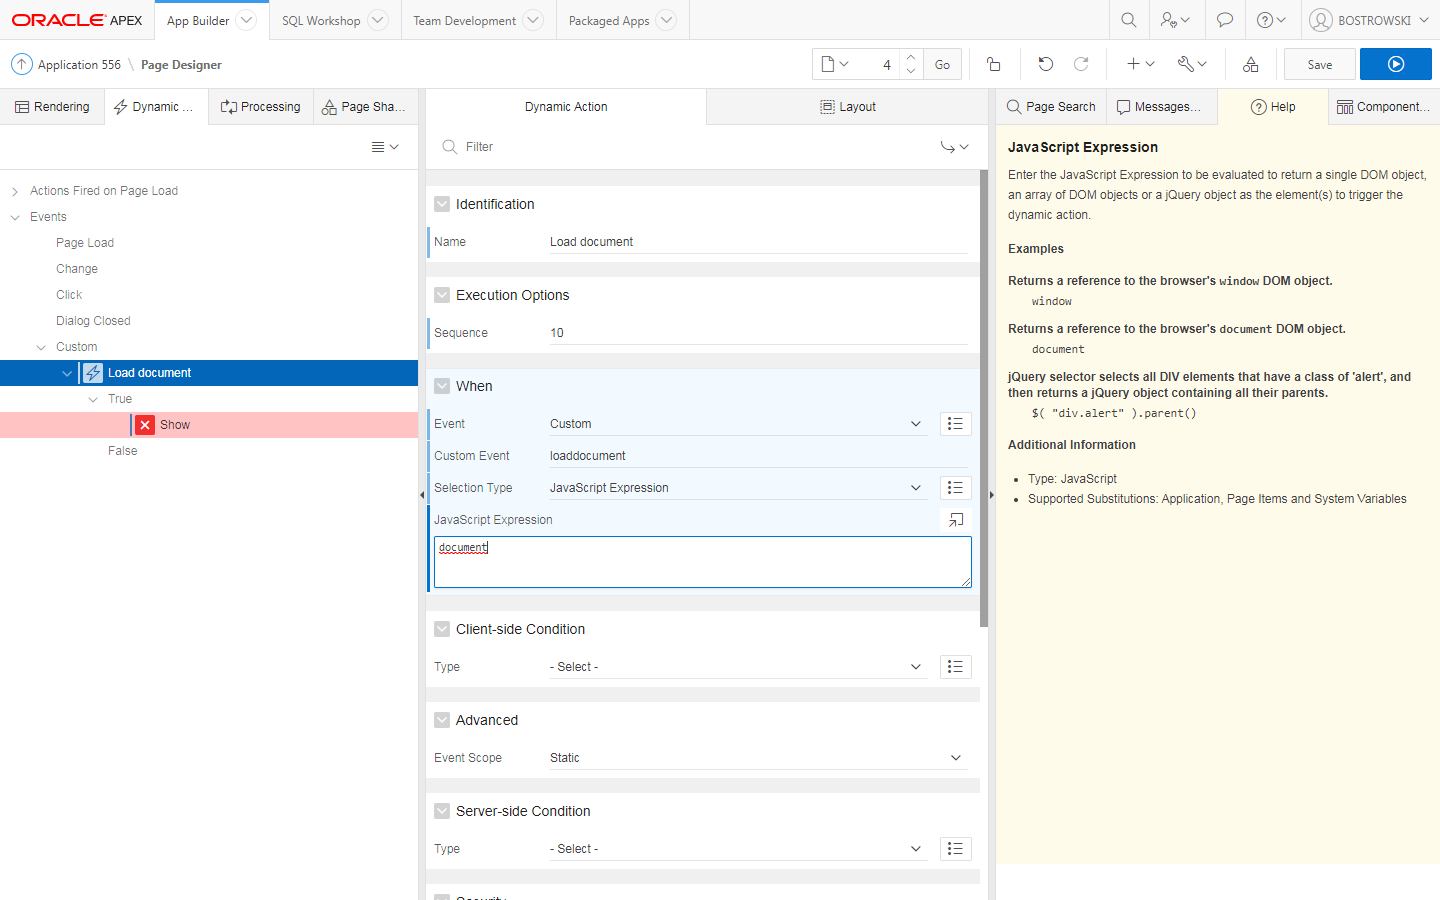 ORACLE APEX
App Builder
SQL Workshop
Team Development
Packaged Apps
BOSTROWSKI
Application 556 \ Page Designer
4
Go
Save
Rendering
Dynamic ...
Processing
Page Sha...
Actions Fired on Page Load
Events
Page Load
Change
Click
Dialog Closed
Custom
Load document
True
Show
False
Dynamic Action
Layout
Filter
Identification
Name Load document
Execution Options
Sequence 10
When
Event Custom
Custom Event loaddocument
Selection Type JavaScript Expression
JavaScript Expression
document
Client-side Condition
Type - Select -
Advanced
Event Scope Static
Server-side Condition
Type - Select -
Security
Page Search
Messages...
Help
Component...
JavaScript Expression
Enter the JavaScript Expression to be evaluated to return a single DOM object,
an array of DOM objects or a jQuery object as the element(s) to trigger the
dynamic action.
Examples
Returns a reference to the browser's window DOM object.
window
Returns a reference to the browser's document DOM object.
document
jQuery selector selects all DIV elements that have a class of 'alert', and
then returns a jQuery object containing all their parents.
$( "div.alert" ).parent()
Additional Information
• Type: JavaScript
• Supported Substitutions: Application, Page Items and System Variables